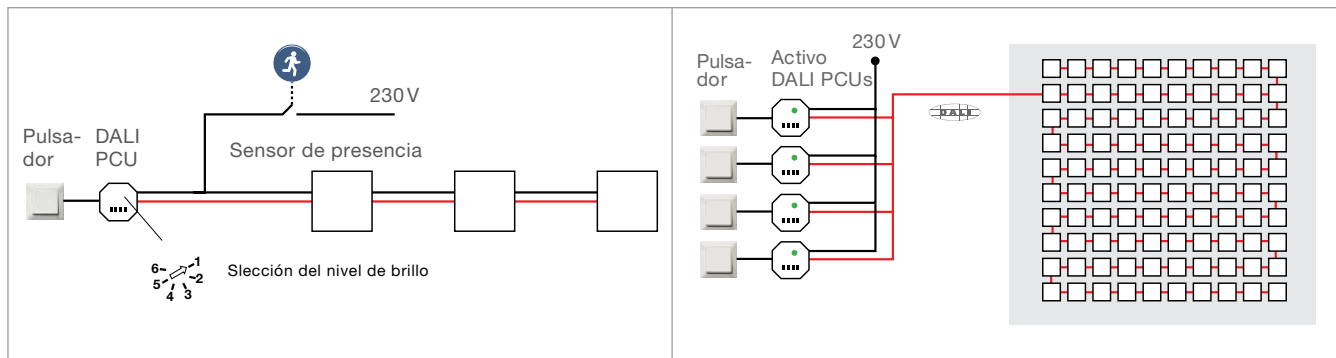 230 V
Pulsa-
dor
DALI
PCU
Sensor de presencia
1
2
3
4
5
6
Slección del nivel de brillo
230 V
Pulsa-
dor
Activo
DALI PCUs
DALI